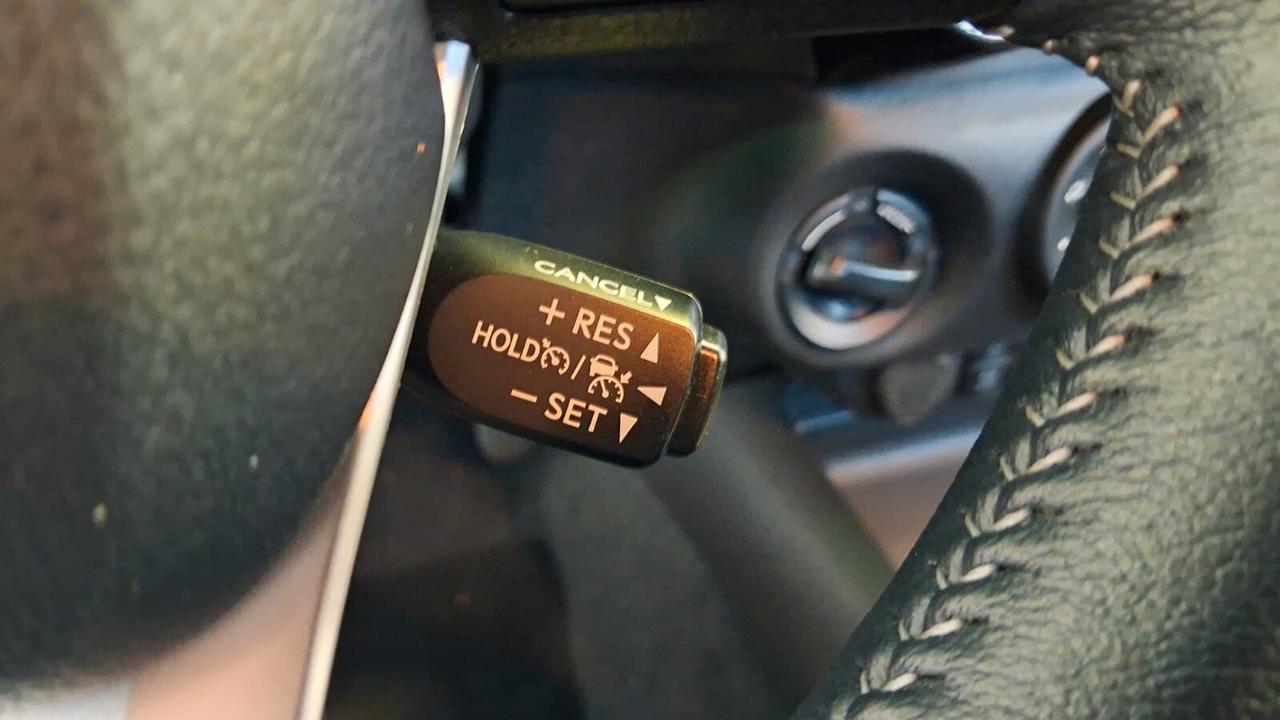 CANCEL▼
+ RES ▲
HOLD / ◀
− SET ▼